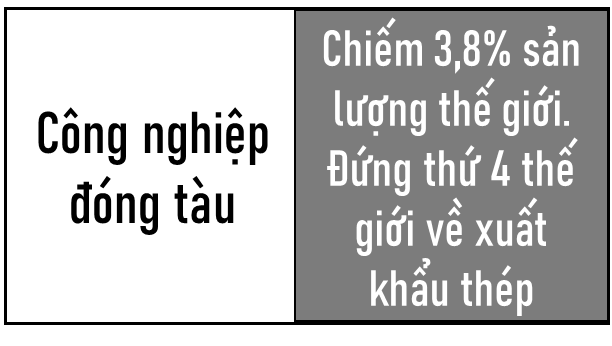 Công nghiệp
đóng tàu
Chiếm 3,8% sản
lượng thế giới.
Đứng thứ 4 thế
giới về xuất
khẩu thép